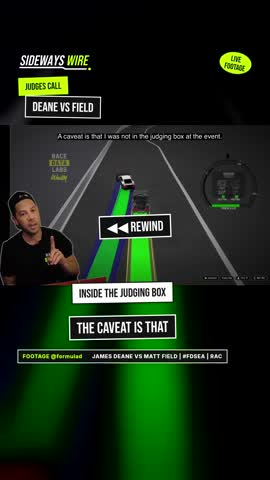 SIDEWAYS WIRE.
LIVE
FOOTAGE
JUDGES CALL
DEANE VS FIELD
A caveat is that I was not in the judging box at the event.
RACE
DATA
LABS
REWIND
INSIDE THE JUDGING BOX
THE CAVEAT IS THAT
FOOTAGE @formulad JAMES DEANE VS MATT FIELD | #FDSEA | RAC